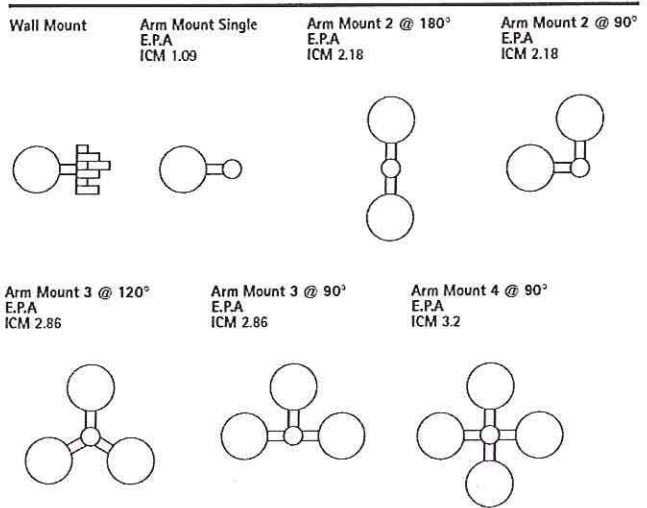 Wall Mount
Arm Mount Single
E.P.A
ICM 1.09
Arm Mount 2 @ 180°
E.P.A
ICM 2.18
Arm Mount 2 @ 90°
E.P.A
ICM 2.18
Arm Mount 3 @ 120°
E.P.A
ICM 2.86
Arm Mount 3 @ 90°
E.P.A
ICM 2.86
Arm Mount 4 @ 90°
E.P.A
ICM 3.2